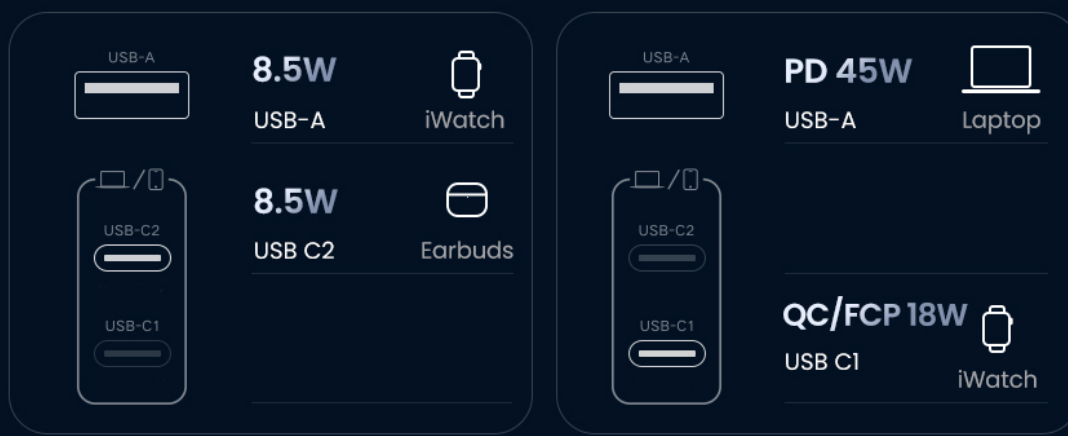 USB-A
8.5W
USB-A
iWatch
8.5W
USB-C2
USB C2
Earbuds
USB-C1
USB-A
PD 45W
USB-A
Laptop
USB-C2
QC/FCP 18W
USB-C1
USB C1
iWatch